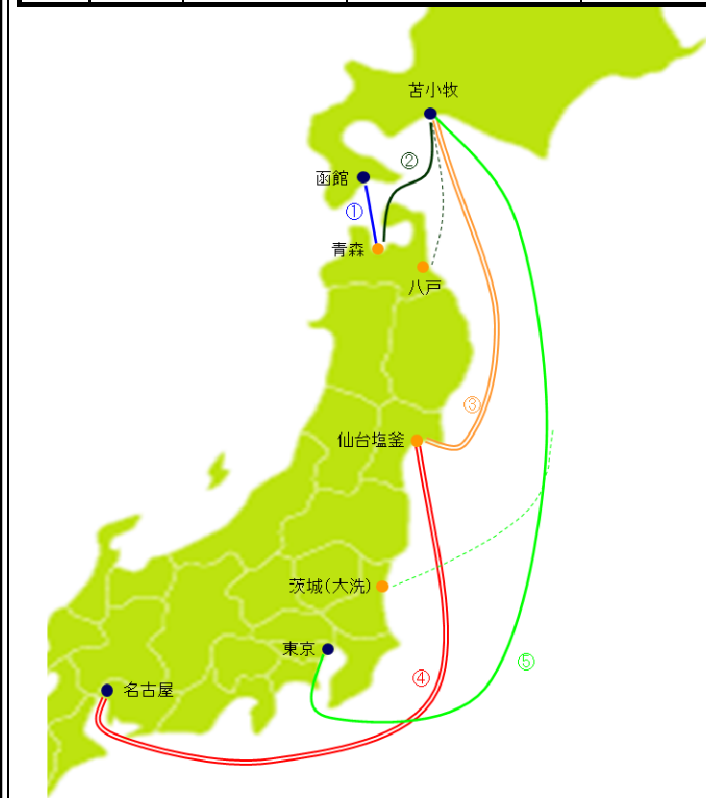 苫小牧
②
函館
①
青森
八戸
③
仙台塩釜
茨城(大洗)
東京
⑤
④
名古屋